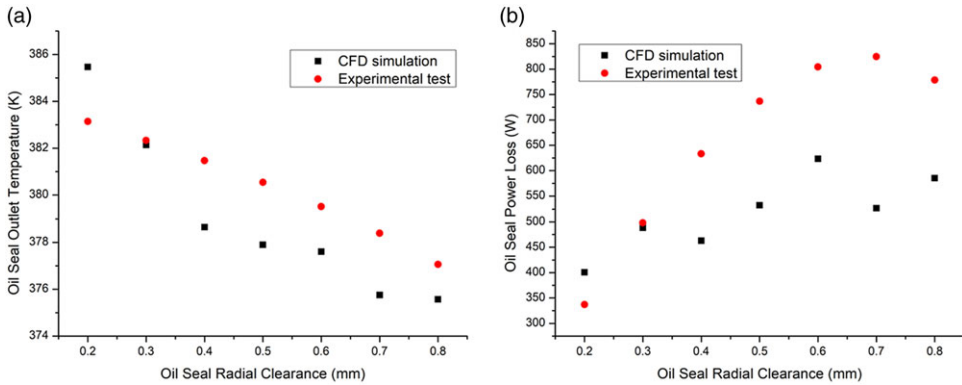 (a)
386
384
382
380
378
376
374
Oil Seal Outlet Temperature (K)
CFD simulation
Experimental test
0.2 0.3 0.4 0.5 0.6 0.7 0.8
Oil Seal Radial Clearance (mm)
(b)
850
800
750
700
650
600
550
500
450
400
350
300
Oil Seal Power Loss (W)
CFD simulation
Experimental test
0.2 0.3 0.4 0.5 0.6 0.7 0.8
Oil Seal Radial Clearance (mm)